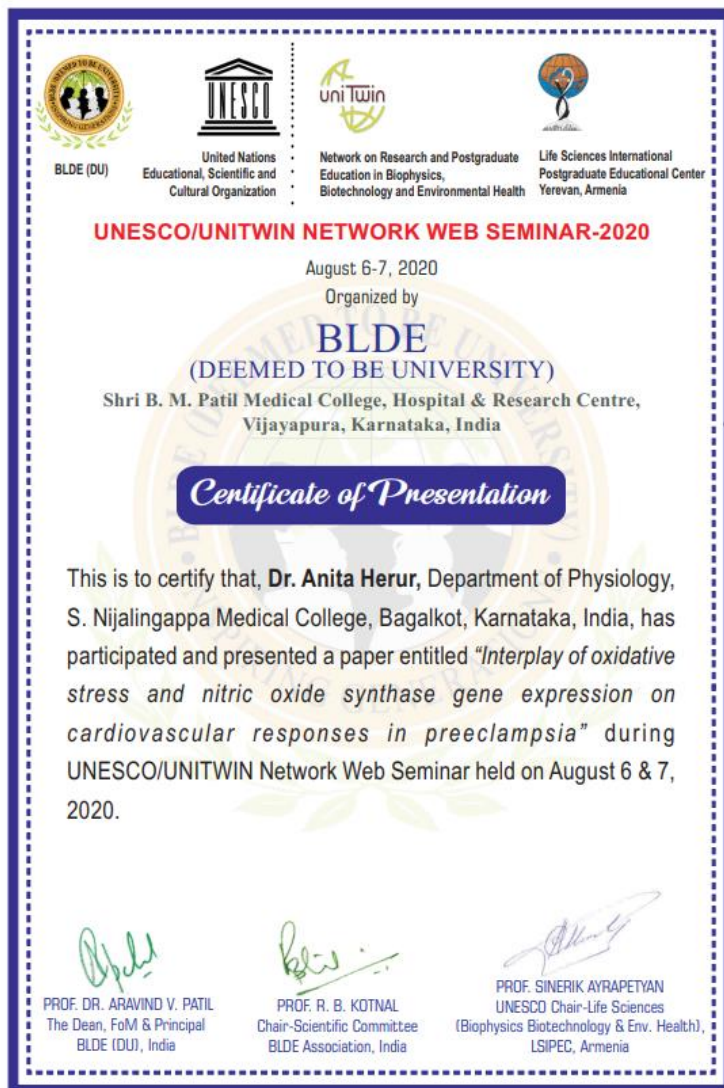 BLDE (DEEMED TO BE UNIVERSITY)
INSPIRING GENERATION
UNESCO
uniTwin
BLDE (DU)
United Nations
Educational, Scientific and
Cultural Organization
Network on Research and Postgraduate
Education in Biophysics,
Biotechnology and Environmental Health
Life Sciences International
Postgraduate Educational Center
Yerevan, Armenia
UNESCO/UNITWIN NETWORK WEB SEMINAR-2020
August 6-7, 2020
Organized by
BLDE
(DEEMED TO BE UNIVERSITY)
Shri B. M. Patil Medical College, Hospital & Research Centre,
Vijayapura, Karnataka, India
Certificate of Presentation
This is to certify that, Dr. Anita Herur, Department of Physiology,
S. Nijalingappa Medical College, Bagalkot, Karnataka, India, has
participated and presented a paper entitled “Interplay of oxidative
stress and nitric oxide synthase gene expression on
cardiovascular responses in preeclampsia” during
UNESCO/UNITWIN Network Web Seminar held on August 6 & 7,
2020.
PROF. DR. ARAVIND V. PATIL
The Dean, FoM & Principal
BLDE (DU), India
PROF. R. B. KOTNAL
Chair-Scientific Committee
BLDE Association, India
PROF. SINERIK AYRAPETYAN
UNESCO Chair-Life Sciences
(Biophysics Biotechnology & Env. Health),
LSIPEC, Armenia